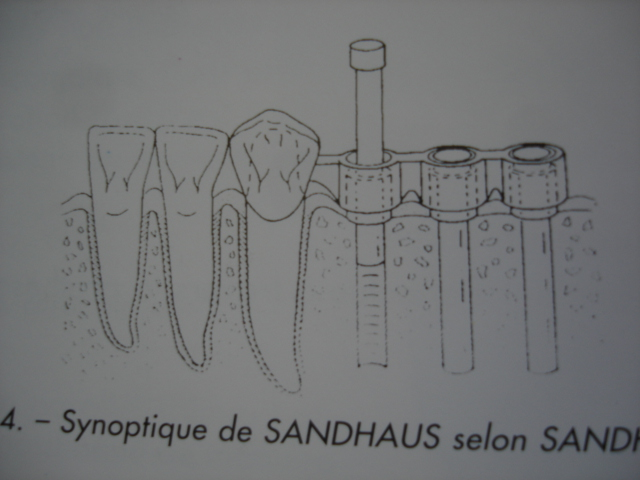 4. – Synoptique de SANDHAUS selon